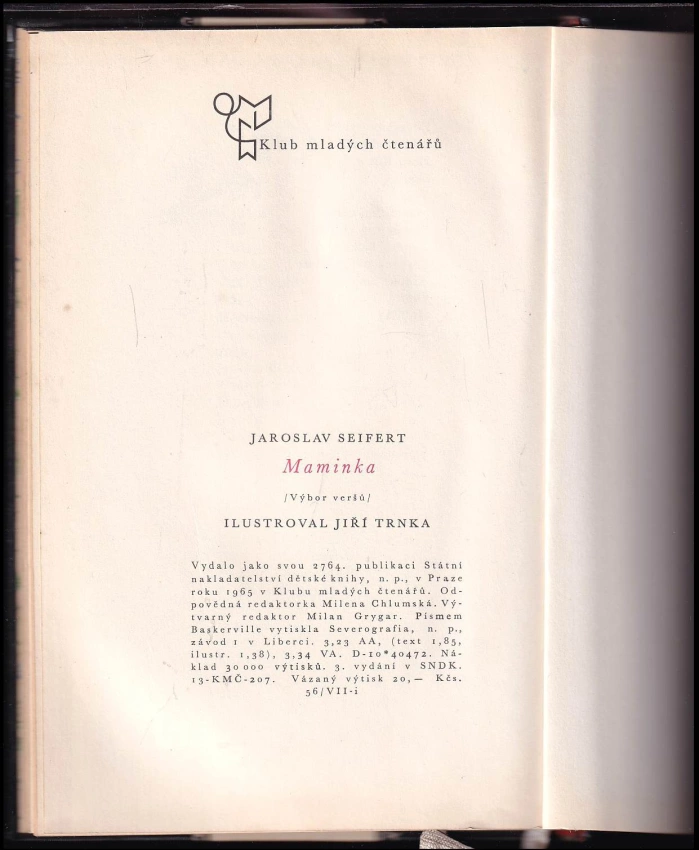 Klub mladých čtenářů
JAROSLAV SEIFERT
Maminka
/Výbor veršů/
ILUSTROVAL JIŘÍ TRNKA
Vydalo jako svou 2764. publikaci Státní
nakladatelství dětské knihy, n. p., v Praze
roku 1965 v Klubu mladých čtenářů. Od-
povědná redaktorka Milena Chlumská. Vý-
tvarný redaktor Milan Grygar. Písmem
Baskerville vytiskla Severografia, n. p.,
závod 1 v Liberci. 3,23 AA, (text 1,85,
ilustr. 1,38), 3,34 VA. D-10*40472. Ná-
klad 30 000 výtisků. 3. vydání v SNDK.
13-KMČ-207. Vázaný výtisk 20,— Kčs.
56/VII-i